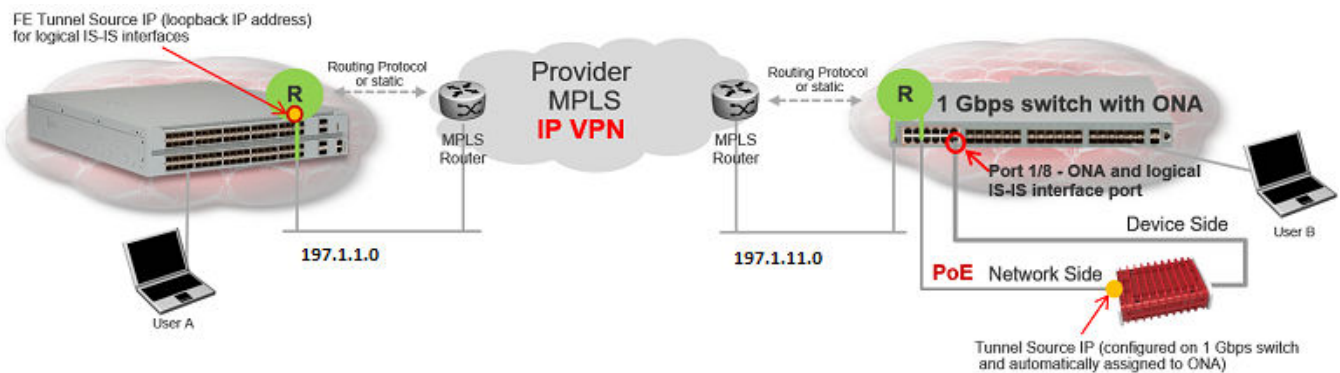 FE Tunnel Source IP (loopback IP address)
for logical IS-IS interfaces
R
Routing Protocol
or static
MPLS
Router
Provider
MPLS
IP VPN
MPLS
Router
Routing Protocol
or static
R
1 Gbps switch with ONA
Port 1/8 - ONA and logical
IS-IS interface port
User B
Device Side
197.1.1.0
197.1.11.0
PoE
Network Side
User A
Tunnel Source IP (configured on 1 Gbps switch
and automatically assigned to ONA)